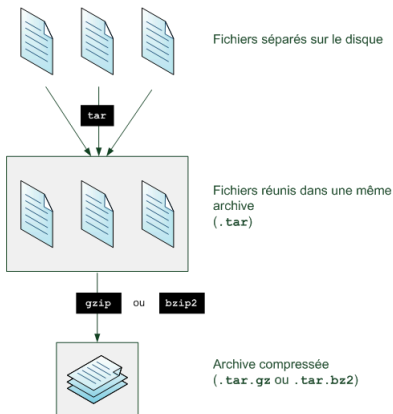 Fichiers séparés sur le disque
tar
Fichiers réunis dans une même
archive
(.tar)
gzip ou bzip2
Archive compressée
(.tar.gz ou .tar.bz2)